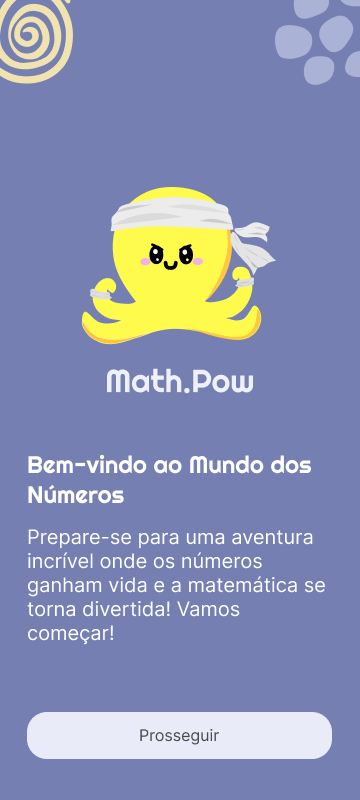 Math.Pow
Bem-vindo ao Mundo dos
Números
Prepare-se para uma aventura
incrível onde os números
ganham vida e a matemática se
torna divertida! Vamos
começar!
Prosseguir